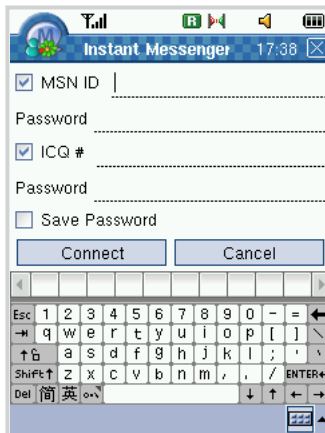 R
Instant Messenger 17:38
MSN ID
Password
ICQ #
Password
Save Password
Connect Cancel
Esc 1 2 3 4 5 6 7 8 9 0 - =
q w e r t y u i o p [ ] \
a s d f g h j k l ; '
Shift z x c v b n m , . / ENTER
Del 简 英